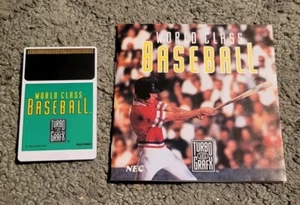 WORLD CLASS
BASEBALL
TURBO
GRAFX
WORLD CLASS
BASEBALL
NEC
TURBO
GRAFX